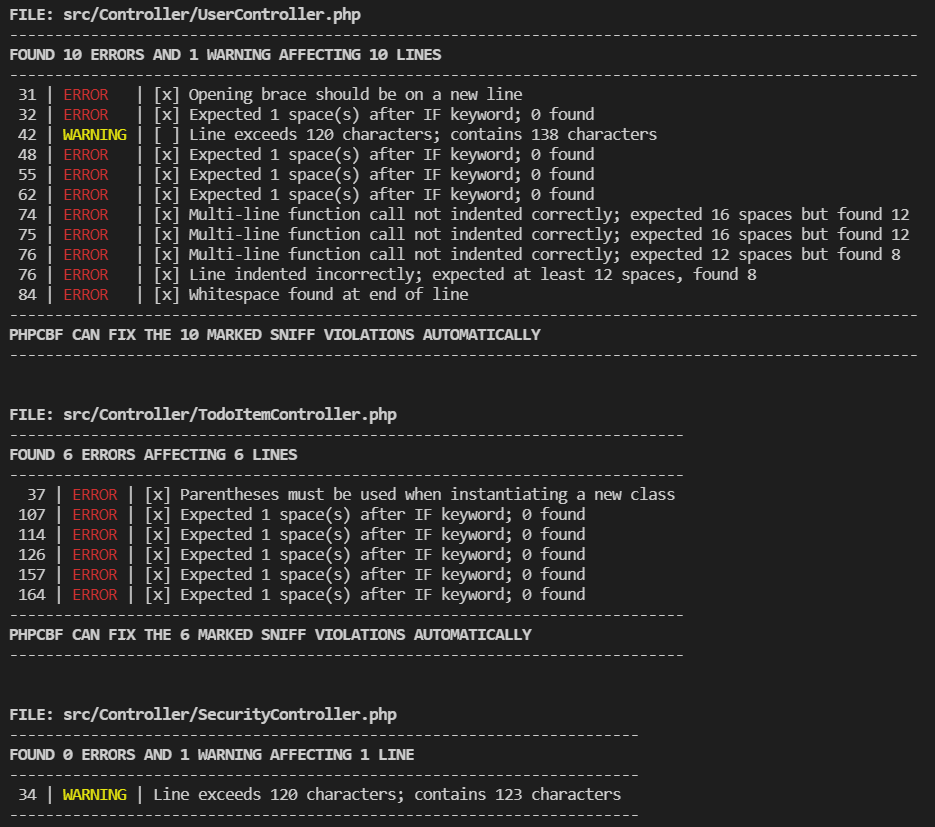 FILE: src/Controller/UserController.php
-----------------------------------------------------------------------------------------------------
FOUND 10 ERRORS AND 1 WARNING AFFECTING 10 LINES
-----------------------------------------------------------------------------------------------------
 31 | ERROR   | [x] Opening brace should be on a new line
 32 | ERROR   | [x] Expected 1 space(s) after IF keyword; 0 found
 42 | WARNING | [ ] Line exceeds 120 characters; contains 138 characters
 48 | ERROR   | [x] Expected 1 space(s) after IF keyword; 0 found
 55 | ERROR   | [x] Expected 1 space(s) after IF keyword; 0 found
 62 | ERROR   | [x] Expected 1 space(s) after IF keyword; 0 found
 74 | ERROR   | [x] Multi-line function call not indented correctly; expected 16 spaces but found 12
 75 | ERROR   | [x] Multi-line function call not indented correctly; expected 16 spaces but found 12
 76 | ERROR   | [x] Multi-line function call not indented correctly; expected 12 spaces but found 8
 76 | ERROR   | [x] Line indented incorrectly; expected at least 12 spaces, found 8
 84 | ERROR   | [x] Whitespace found at end of line
-----------------------------------------------------------------------------------------------------
PHPCBF CAN FIX THE 10 MARKED SNIFF VIOLATIONS AUTOMATICALLY
-----------------------------------------------------------------------------------------------------
FILE: src/Controller/TodoItemController.php
---------------------------------------------------------------------------
FOUND 6 ERRORS AFFECTING 6 LINES
---------------------------------------------------------------------------
  37 | ERROR | [x] Parentheses must be used when instantiating a new class
 107 | ERROR | [x] Expected 1 space(s) after IF keyword; 0 found
 114 | ERROR | [x] Expected 1 space(s) after IF keyword; 0 found
 126 | ERROR | [x] Expected 1 space(s) after IF keyword; 0 found
 157 | ERROR | [x] Expected 1 space(s) after IF keyword; 0 found
 164 | ERROR | [x] Expected 1 space(s) after IF keyword; 0 found
---------------------------------------------------------------------------
PHPCBF CAN FIX THE 6 MARKED SNIFF VIOLATIONS AUTOMATICALLY
---------------------------------------------------------------------------
FILE: src/Controller/SecurityController.php
----------------------------------------------------------------------
FOUND 0 ERRORS AND 1 WARNING AFFECTING 1 LINE
----------------------------------------------------------------------
 34 | WARNING | Line exceeds 120 characters; contains 123 characters
----------------------------------------------------------------------